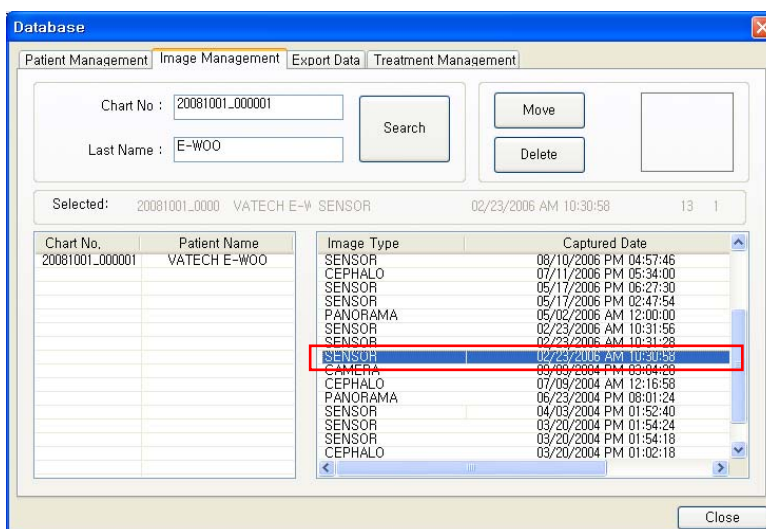 Database
Patient Management Image Management Export Data Treatment Management
Chart No : 20081001_000001
Last Name : E-WOO
Search
Move
Delete
Selected: 20081001_0000 VATECH E-W SENSOR 02/23/2006 AM 10:30:58 13 1
Chart No. Patient Name
20081001_000001 VATECH E-WOO
Image Type Captured Date
SENSOR 08/10/2006 PM 04:57:46
CEPHALO 07/11/2006 PM 05:34:00
SENSOR 05/17/2006 PM 06:27:30
SENSOR 05/17/2006 PM 02:47:54
PANORAMA 05/02/2006 AM 12:00:00
SENSOR 02/23/2006 AM 10:31:56
SENSOR 02/23/2006 AM 10:31:28
SENSOR 02/23/2006 AM 10:30:58
CAMERA 09/09/2004 PM 03:04:28
CEPHALO 07/09/2004 AM 12:16:58
PANORAMA 06/23/2004 PM 08:01:24
SENSOR 04/03/2004 PM 01:52:40
SENSOR 03/20/2004 PM 01:54:24
SENSOR 03/20/2004 PM 01:54:18
CEPHALO 03/20/2004 PM 01:02:18
Close